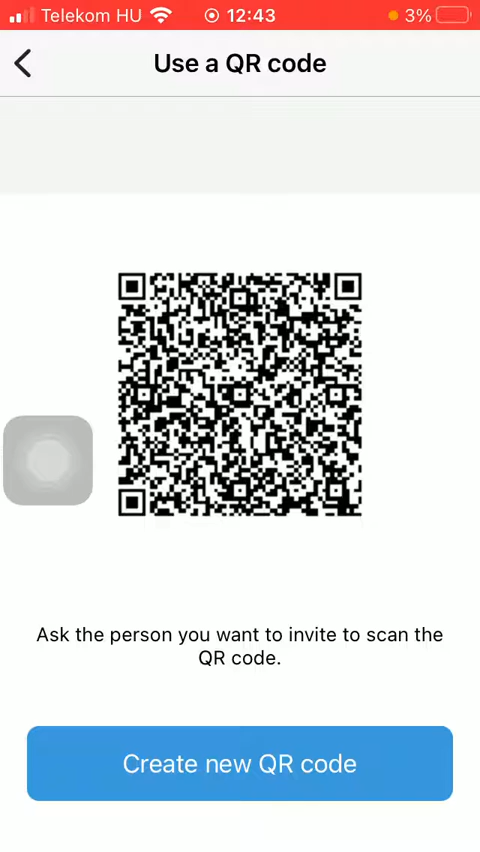 Telekom HU 12:43 3%
Use a QR code
Ask the person you want to invite to scan the
QR code.
Create new QR code